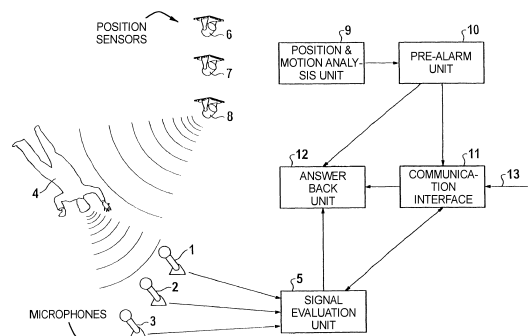 POSITION
SENSORS
6
7
8
9
POSITION &
MOTION ANALY-
SIS UNIT
10
PRE-ALARM
UNIT
12
ANSWER
BACK
UNIT
11
COMMUNICA-
TION
INTERFACE
13
4
1
2
3
MICROPHONES
5
SIGNAL
EVALUATION
UNIT